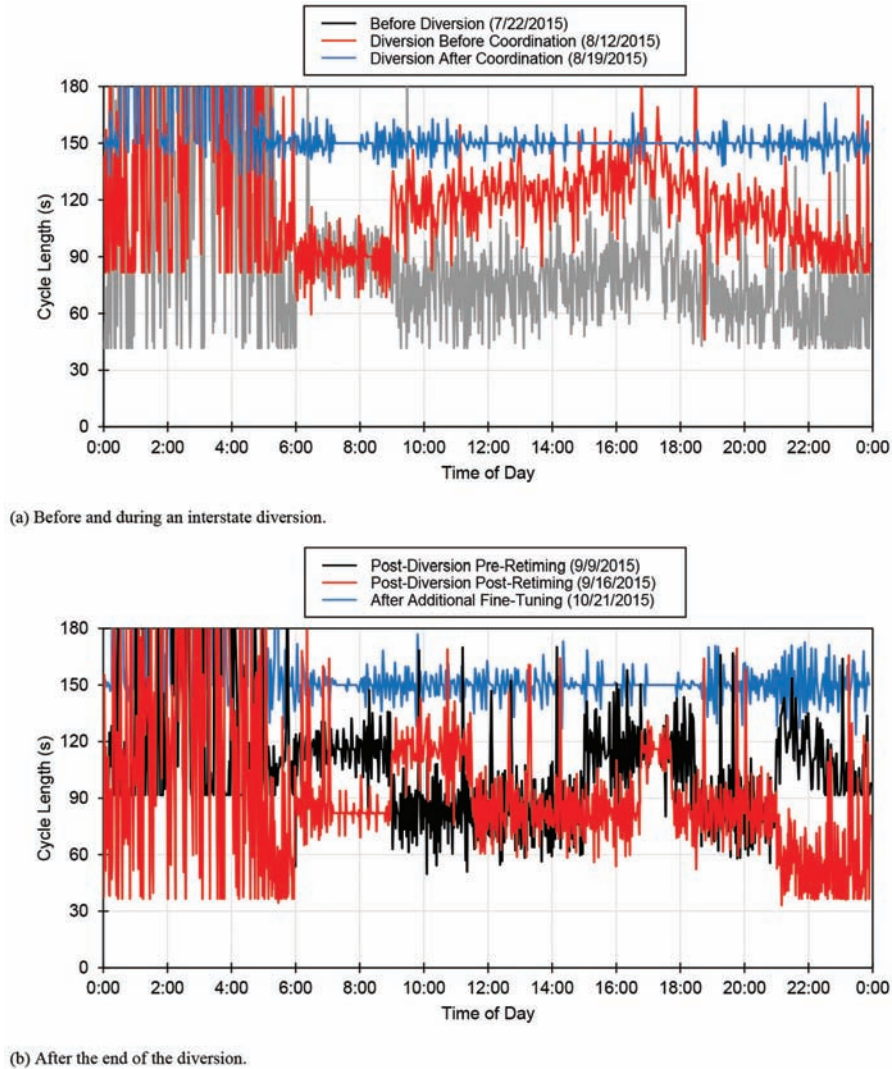 Before Diversion (7/22/2015)
Diversion Before Coordination (8/12/2015)
Diversion After Coordination (8/19/2015)
180
150
120
90
60
30
0
Cycle Length (s)
0:00 2:00 4:00 6:00 8:00 10:00 12:00 14:00 16:00 18:00 20:00 22:00 0:00
Time of Day
(a) Before and during an interstate diversion.
Post-Diversion Pre-Retiming (9/9/2015)
Post-Diversion Post-Retiming (9/16/2015)
After Additional Fine-Tuning (10/21/2015)
180
150
120
90
60
30
0
Cycle Length (s)
0:00 2:00 4:00 6:00 8:00 10:00 12:00 14:00 16:00 18:00 20:00 22:00 0:00
Time of Day
(b) After the end of the diversion.